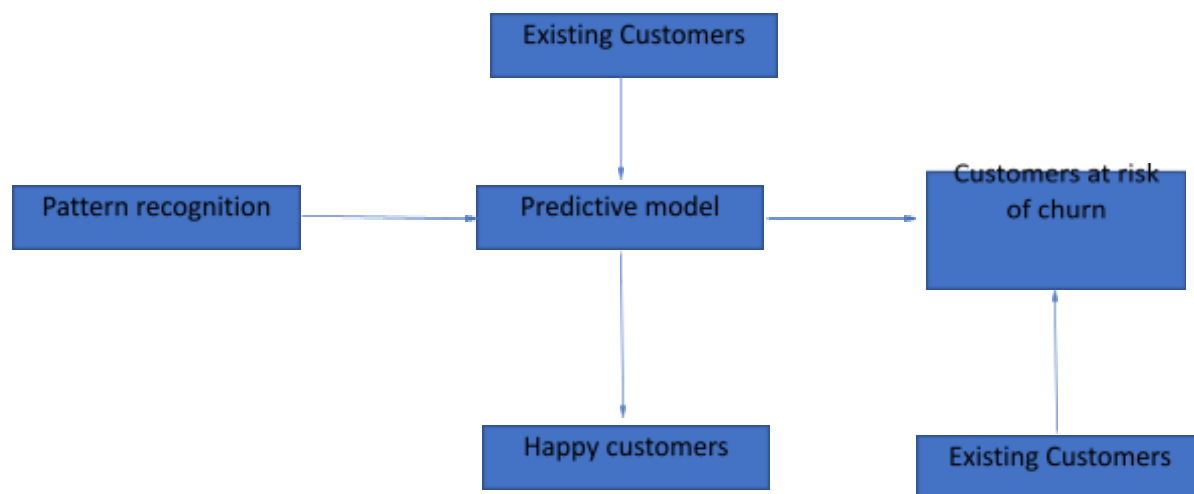 Existing Customers
Pattern recognition
Predictive model
Customers at risk
of churn
Happy customers
Existing Customers